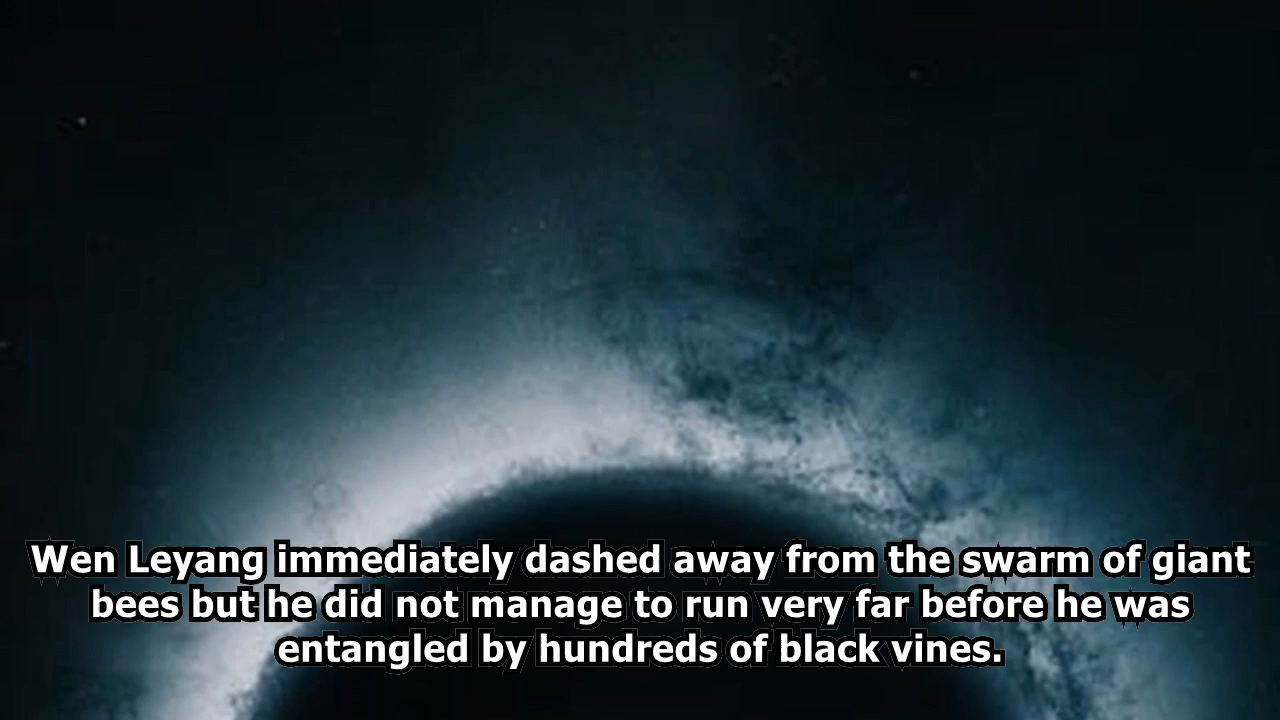 Wen Leyang immediately dashed away from the swarm of giant
bees but he did not manage to run very far before he was
entangled by hundreds of black vines.